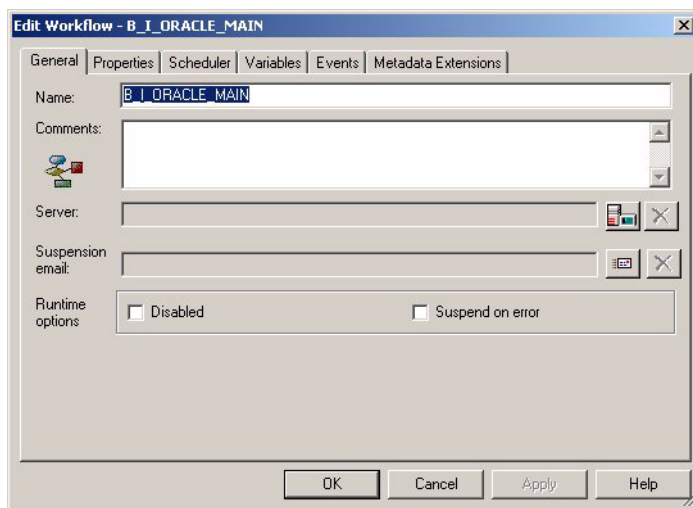 Edit Workflow - B_I_ORACLE_MAIN
General Properties Scheduler Variables Events Metadata Extensions
Name: B_I_ORACLE_MAIN
Comments:
Server:
Suspension
email:
Runtime
options
Disabled Suspend on error
OK Cancel Apply Help